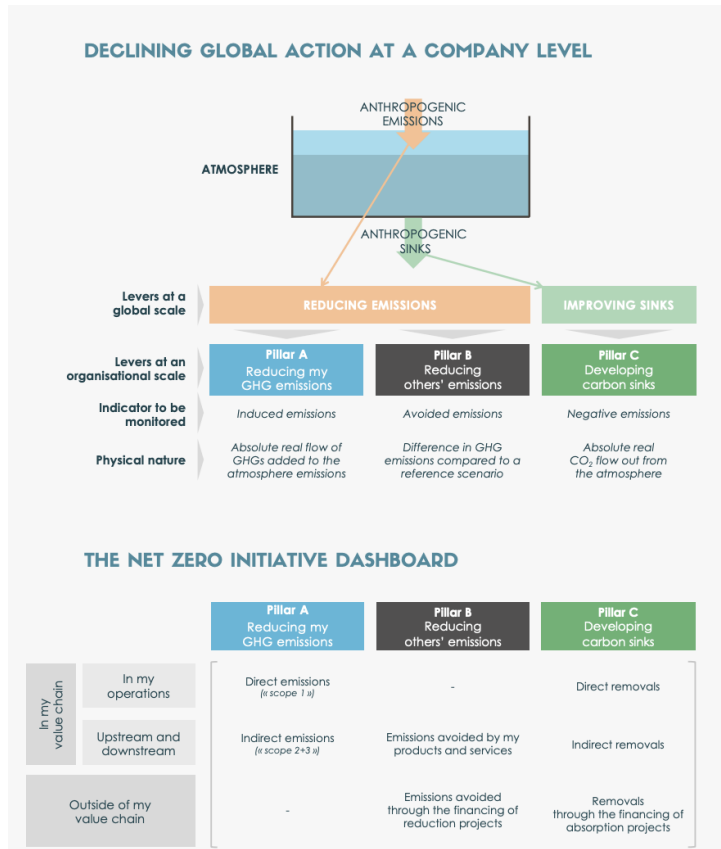 DECLINING GLOBAL ACTION AT A COMPANY LEVEL
ANTHROPOGENIC
EMISSIONS
ATMOSPHERE
ANTHROPOGENIC
SINKS
Levers at a
global scale
REDUCING EMISSIONS
IMPROVING SINKS
Levers at an
organisational scale
Pillar A
Reducing my
GHG emissions
Pillar B
Reducing
others' emissions
Pillar C
Developing
carbon sinks
Indicator to be
monitored
Induced emissions
Avoided emissions
Negative emissions
Physical nature
Absolute real flow of
GHGs added to the
atmosphere emissions
Difference in GHG
emissions compared to a
reference scenario
Absolute real
CO₂ flow out from
the atmosphere
THE NET ZERO INITIATIVE DASHBOARD
Pillar A
Reducing my
GHG emissions
Pillar B
Reducing
others' emissions
Pillar C
Developing
carbon sinks
In my
value chain
In my
operations
Direct emissions
(« scope 1 »)
-
Direct removals
Upstream and
downstream
Indirect emissions
(« scope 2+3 »)
Emissions avoided by my
products and services
Indirect removals
Outside of my
value chain
-
Emissions avoided
through the financing of
reduction projects
Removals
through the financing of
absorption projects